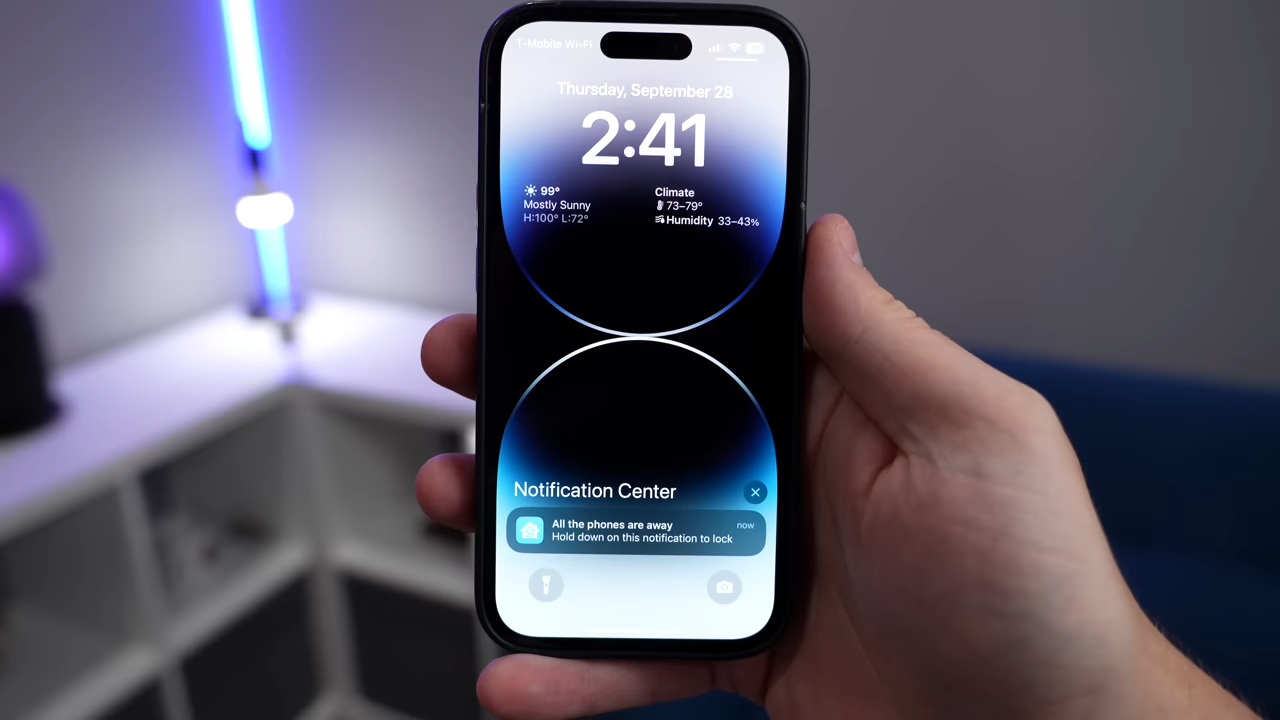 T-Mobile Wi-Fi
Thursday, September 28
2:41
99°
Mostly Sunny
H:100° L:72°
Climate
73–79°
Humidity 33–43%
Notification Center
All the phones are away
now
Hold down on this notification to lock